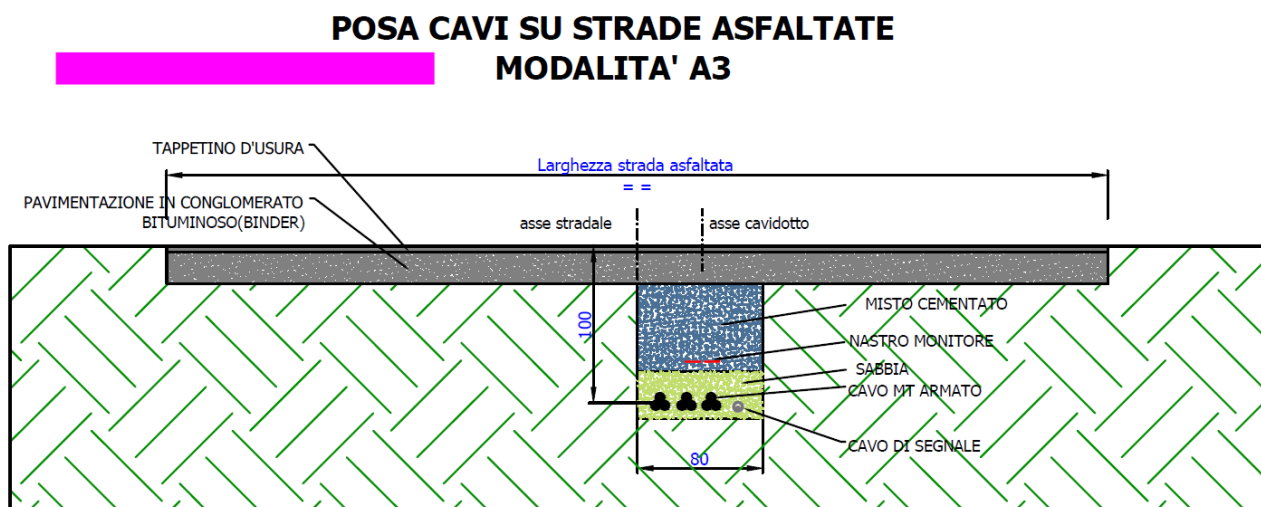 POSA CAVI SU STRADE ASFALTATE
MODALITA' A3
TAPPETINO D'USURA
Larghezza strada asfaltata
= =
PAVIMENTAZIONE IN CONGLOMERATO
BITUMINOSO(BINDER)
asse stradale
asse cavidotto
100
MISTO CEMENTATO
NASTRO MONITORE
SABBIA
CAVO MT ARMATO
CAVO DI SEGNALE
80